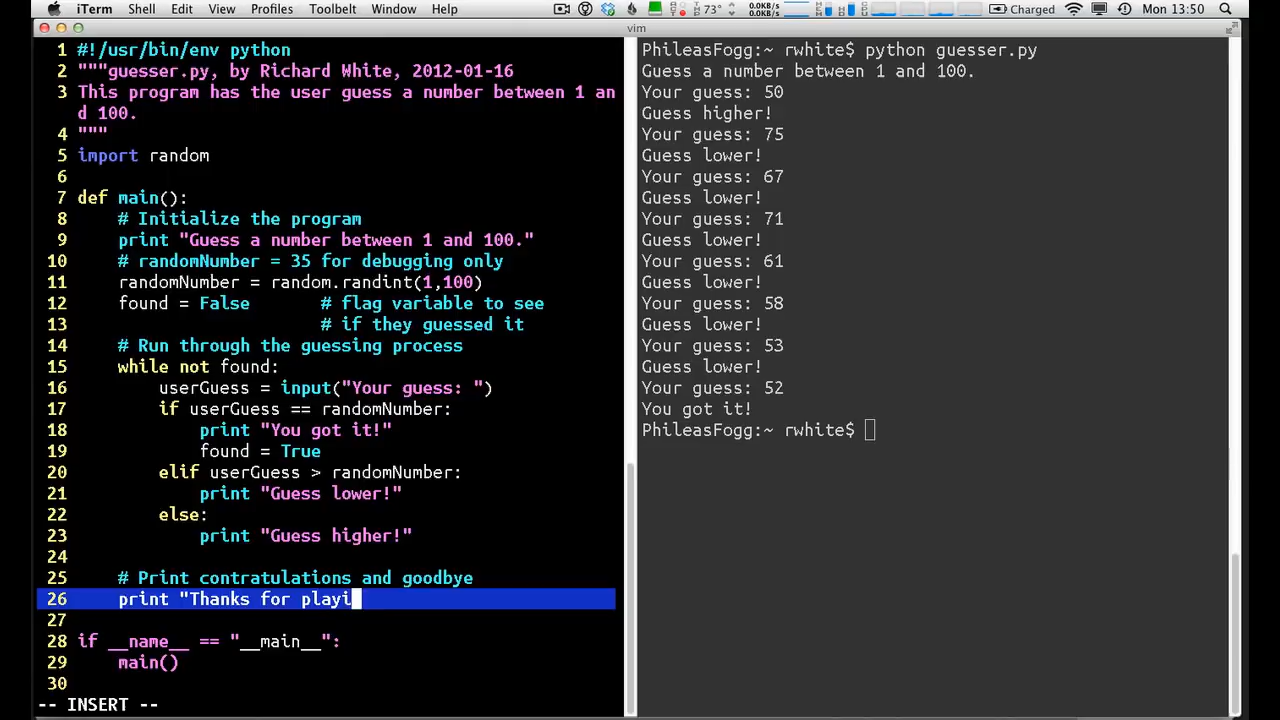 iTerm Shell Edit View Profiles Toolbelt Window Help 73° 0.0KB/s 0.0KB/s Charged Mon 13:50
vim
1 #!/usr/bin/env python
2 """guesser.py, by Richard White, 2012-01-16
3 This program has the user guess a number between 1 an
d 100.
4 """
5 import random
6
7 def main():
8 # Initialize the program
9 print "Guess a number between 1 and 100."
10 # randomNumber = 35 for debugging only
11 randomNumber = random.randint(1,100)
12 found = False # flag variable to see
13 # if they guessed it
14 # Run through the guessing process
15 while not found:
16 userGuess = input("Your guess: ")
17 if userGuess == randomNumber:
18 print "You got it!"
19 found = True
20 elif userGuess > randomNumber:
21 print "Guess lower!"
22 else:
23 print "Guess higher!"
24
25 # Print contratulations and goodbye
26 print "Thanks for playi
27
28 if __name__ == "__main__":
29 main()
30
-- INSERT --
PhileasFogg:~ rwhite$ python guesser.py
Guess a number between 1 and 100.
Your guess: 50
Guess higher!
Your guess: 75
Guess lower!
Your guess: 67
Guess lower!
Your guess: 71
Guess lower!
Your guess: 61
Guess lower!
Your guess: 58
Guess lower!
Your guess: 53
Guess lower!
Your guess: 52
You got it!
PhileasFogg:~ rwhite$